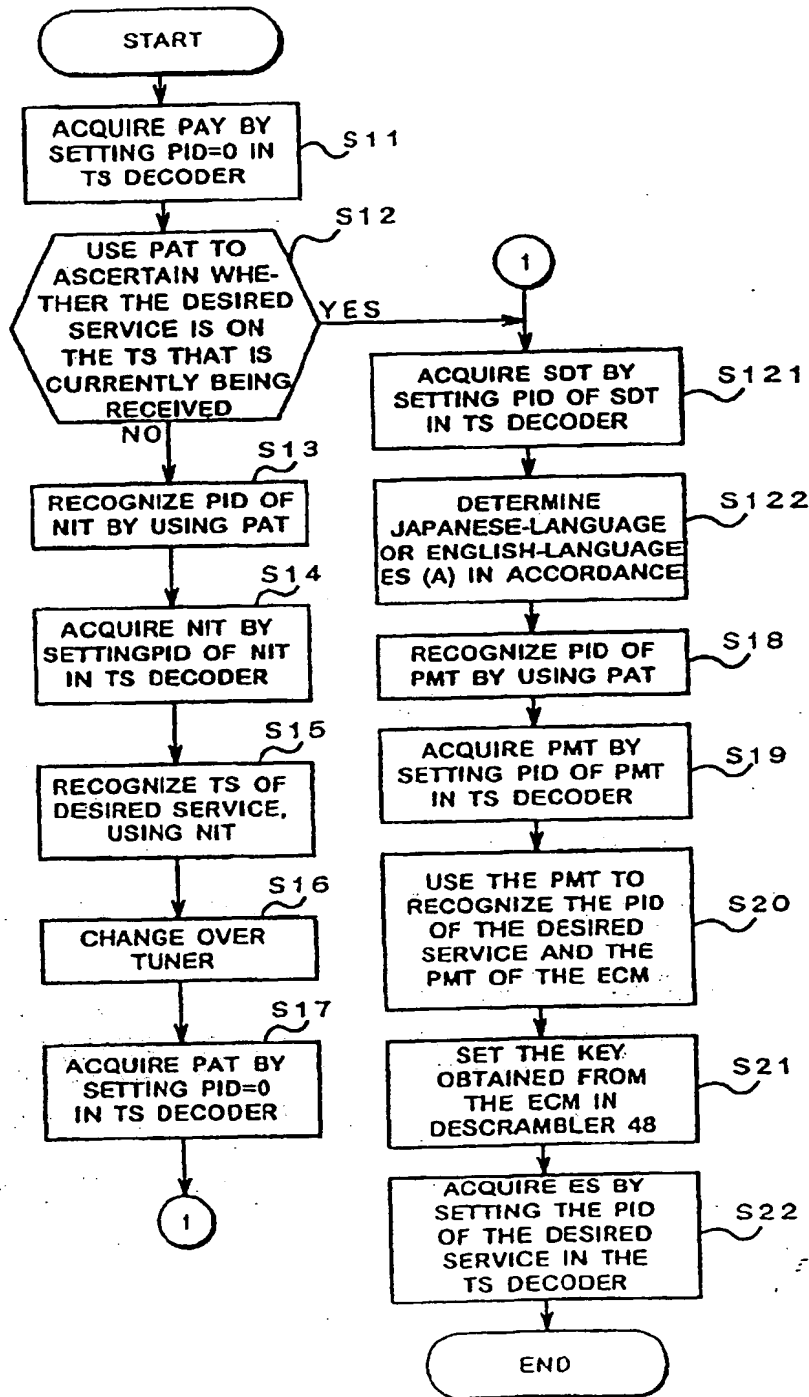 START
ACQUIRE PAY BY
SETTING PID=0 IN
TS DECODER
S11
USE PAT TO
ASCERTAIN WHE-
THER THE DESIRED
SERVICE IS ON
THE TS THAT IS
CURRENTLY BEING
RECEIVED
S12
YES
NO
RECOGNIZE PID OF
NIT BY USING PAT
S13
ACQUIRE NIT BY
SETTINGPID OF NIT
IN TS DECODER
S14
RECOGNIZE TS OF
DESIRED SERVICE,
USING NIT
S15
CHANGE OVER
TUNER
S16
ACQUIRE PAT BY
SETTING PID=0
IN TS DECODER
S17
1
1
ACQUIRE SDT BY
SETTING PID OF SDT
IN TS DECODER
S121
DETERMINE
JAPANESE-LANGUAGE
OR ENGLISH-LANGUAGE
ES (A) IN ACCORDANCE
S122
RECOGNIZE PID OF
PMT BY USING PAT
S18
ACQUIRE PMT BY
SETTING PID OF PMT
IN TS DECODER
S19
USE THE PMT TO
RECOGNIZE THE PID
OF THE DESIRED
SERVICE AND THE
PMT OF THE ECM
S20
SET THE KEY
OBTAINED FROM
THE ECM IN
DESCRAMBLER 48
S21
ACQUIRE ES BY
SETTING THE PID
OF THE DESIRED
SERVICE IN THE
TS DECODER
S22
END